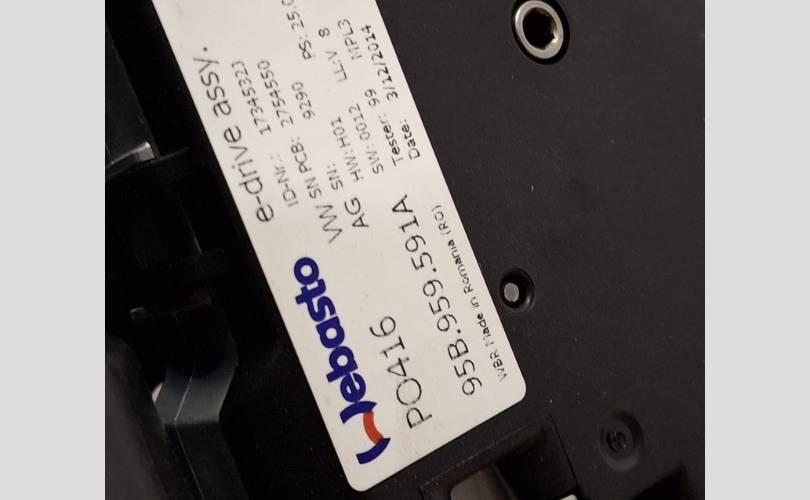 e-drive assy.
ID-Nr.: 1734532J
VW SN PCB: 2754550
AG SN: 9290 PS: 25.0
HW:H01 LL:V 8
SW: 0012 MPL3
Tester: 99
Date: 3/12/2014
Webasto
PO416
95B.959.591A
WBR Made in Romania (RO)